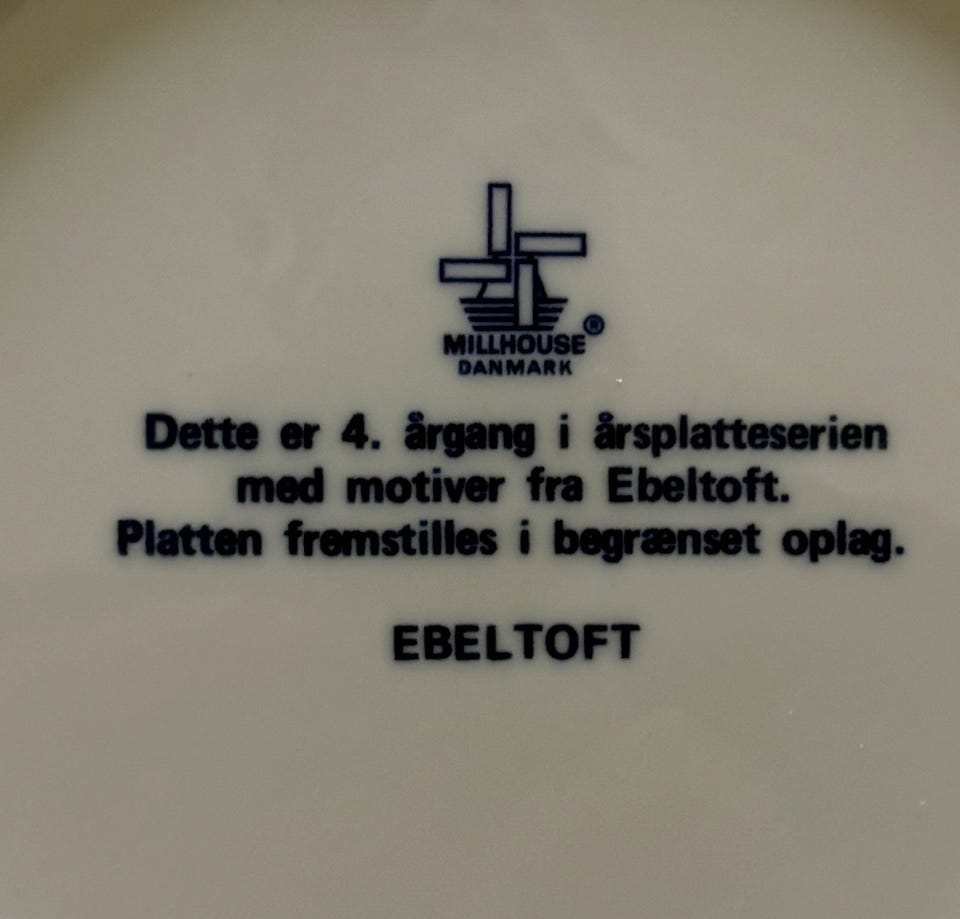 MILLHOUSE ®
DANMARK
Dette er 4. årgang i årsplatteserien
med motiver fra Ebeltoft.
Platten fremstilles i begrænset oplag.
EBELTOFT